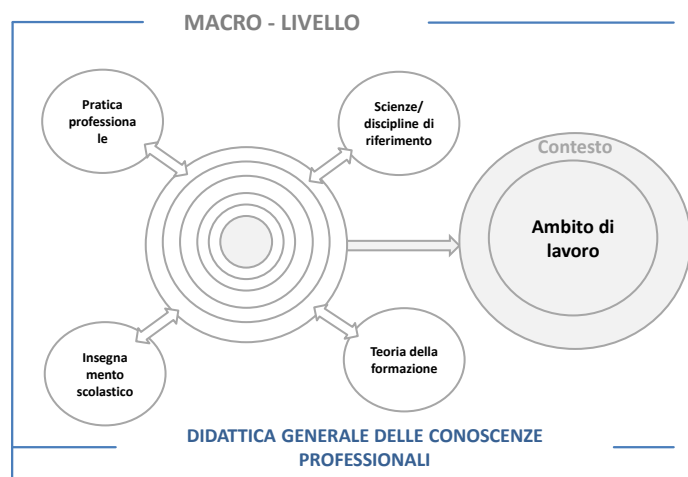 MACRO - LIVELLO
Pratica
professiona
le
Scienze/
discipline di
riferimento
Contesto
Ambito di
lavoro
Insegna
mento
scolastico
Teoria della
formazione
DIDATTICA GENERALE DELLE CONOSCENZE
PROFESSIONALI